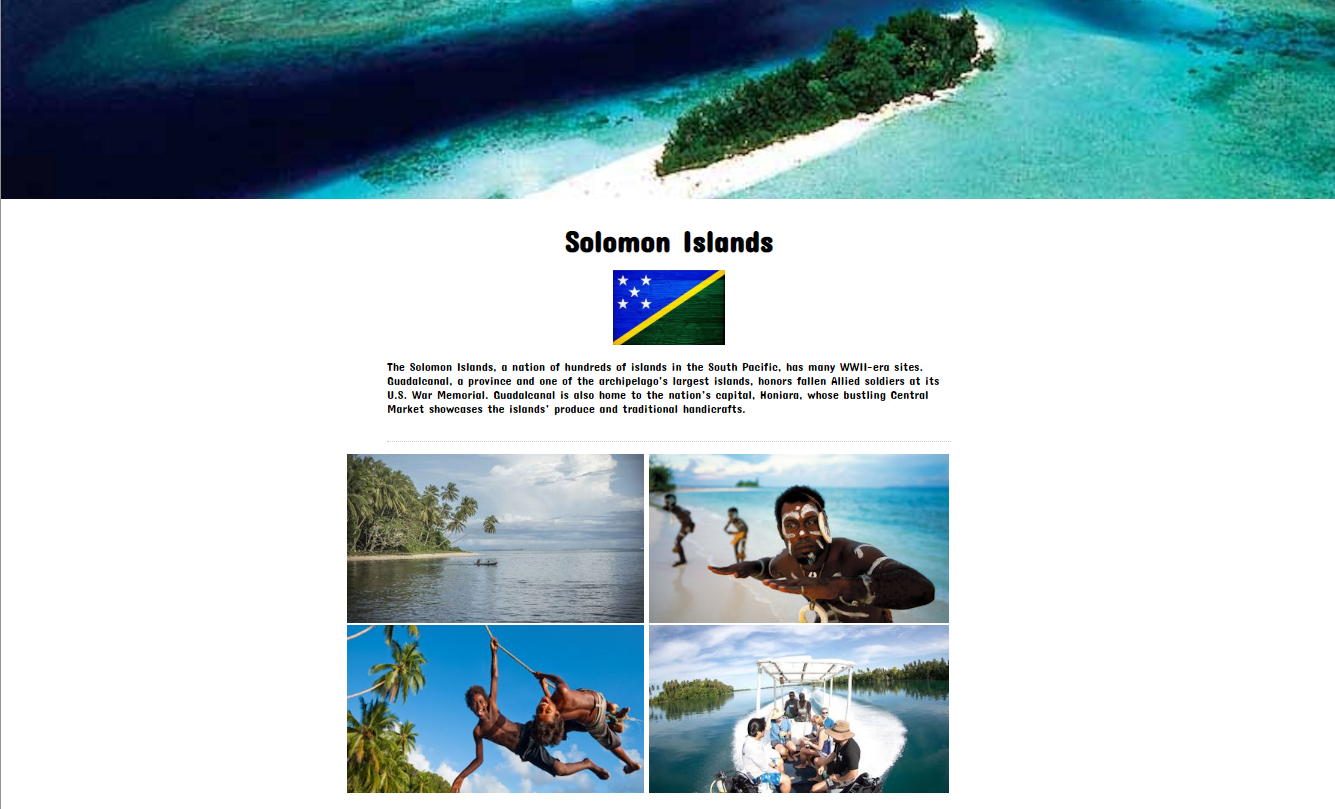 Solomon Islands
The Solomon Islands, a nation of hundreds of islands in the South Pacific, has many WWII-era sites.
Guadalcanal, a province and one of the archipelago's largest islands, honors fallen Allied soldiers at its
U.S. War Memorial. Guadalcanal is also home to the nation's capital, Honiara, whose bustling Central
Market showcases the islands' produce and traditional handicrafts.